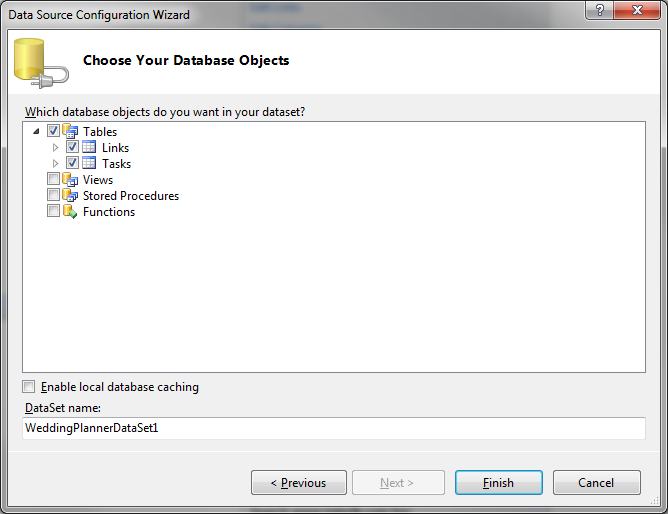 Data Source Configuration Wizard
Choose Your Database Objects
Which database objects do you want in your dataset?
Tables
Links
Tasks
Views
Stored Procedures
Functions
Enable local database caching
DataSet name:
WeddingPlannerDataSet1
< Previous
Next >
Finish
Cancel